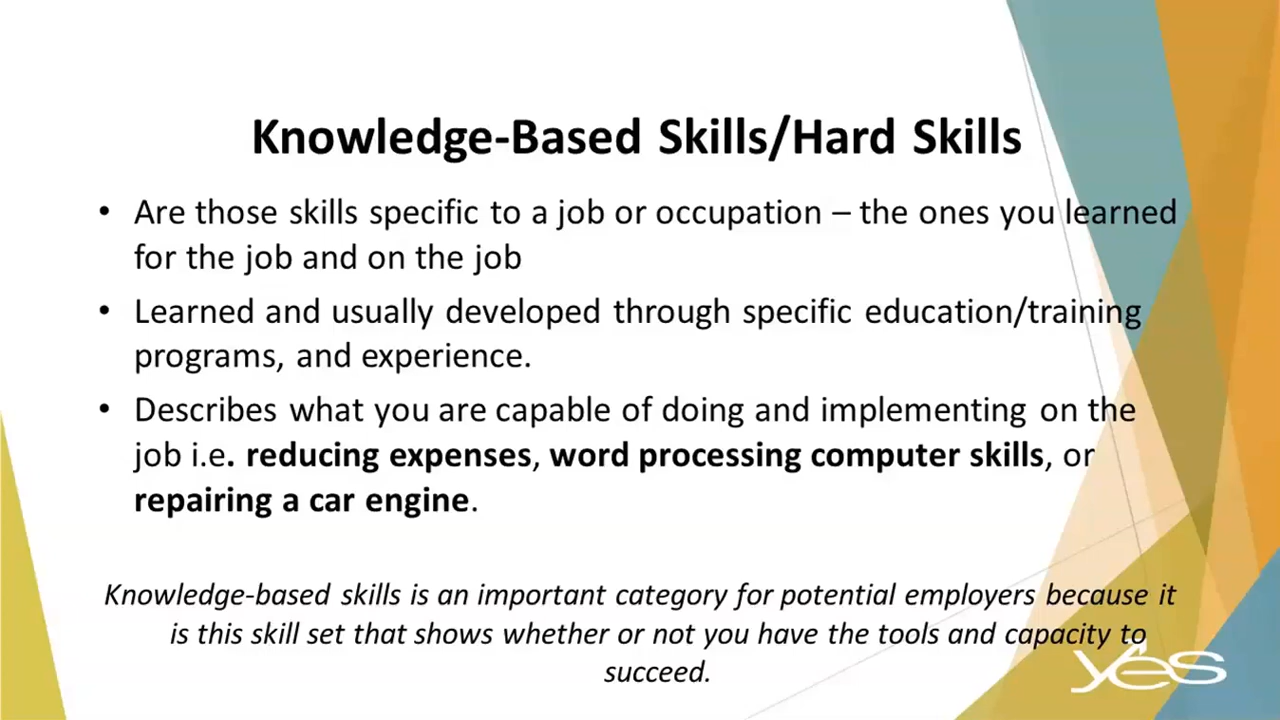 Knowledge-Based Skills/Hard Skills
• Are those skills specific to a job or occupation – the ones you learned
for the job and on the job
• Learned and usually developed through specific education/training
programs, and experience.
• Describes what you are capable of doing and implementing on the
job i.e. reducing expenses, word processing computer skills, or
repairing a car engine.
Knowledge-based skills is an important category for potential employers because it
is this skill set that shows whether or not you have the tools and capacity to
succeed.
yes